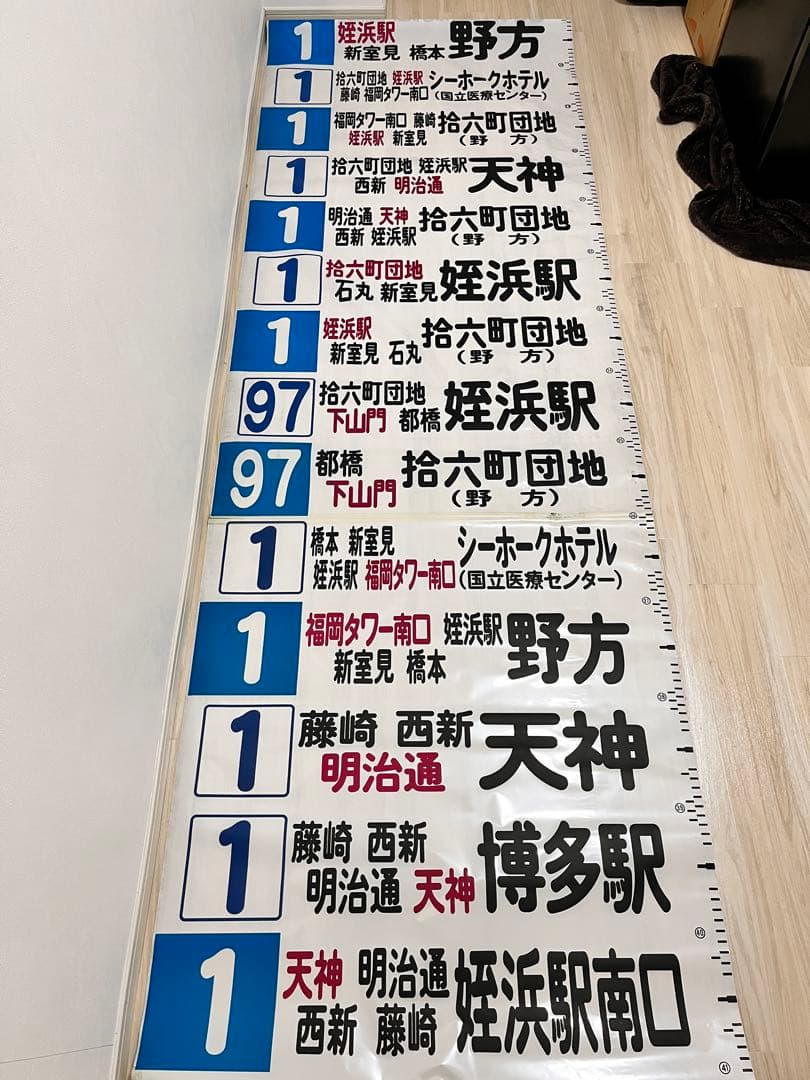 1 姪浜駅 野方
新室見 橋本
1 拾六町団地 姪浜駅 シーホークホテル
藤崎 福岡タワー南口 (国立医療センター)
1 福岡タワー南口 藤崎 拾六町団地
姪浜駅 新室見 (野方)
1 拾六町団地 姪浜駅 天神
西新 明治通
1 明治通 天神 拾六町団地
西新 姪浜駅 (野方)
1 拾六町団地 姪浜駅
石丸 新室見
1 姪浜駅 拾六町団地
新室見 石丸 (野方)
97 拾六町団地 姪浜駅
下山門 都橋
97 都橋 拾六町団地
下山門 (野方)
1 橋本 新室見 シーホークホテル
姪浜駅 福岡タワー南口 (国立医療センター)
1 福岡タワー南口 姪浜駅 野方
新室見 橋本
1 藤崎 西新 天神
明治通
1 藤崎 西新 博多駅
明治通 天神
40
1 天神 明治通 姪浜駅南口
西新 藤崎
41